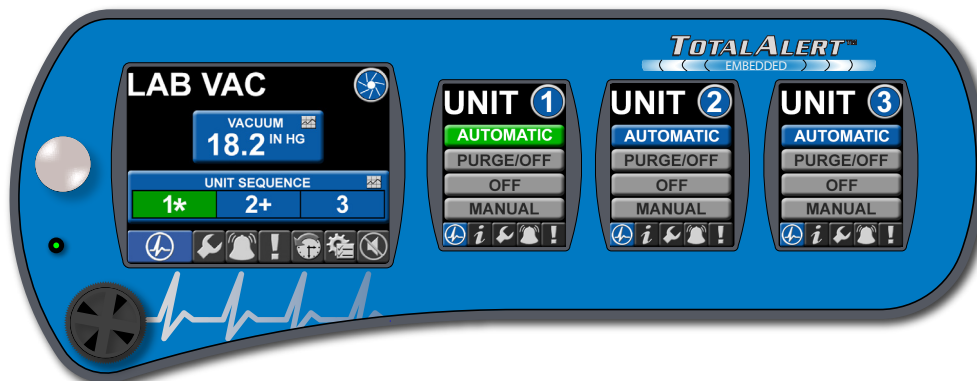 TOTALALERT™
EMBEDDED
LAB VAC
VACUUM
18.2 IN HG
UNIT SEQUENCE
1* 2+ 3
UNIT 1
AUTOMATIC
PURGE/OFF
OFF
MANUAL
i !
UNIT 2
AUTOMATIC
PURGE/OFF
OFF
MANUAL
i !
UNIT 3
AUTOMATIC
PURGE/OFF
OFF
MANUAL
i !